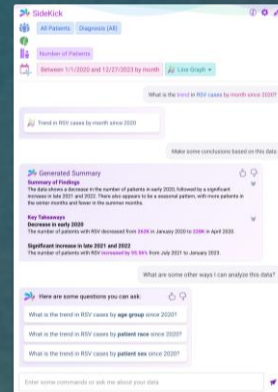 SideKick
All Patients Diagnosis (All)
Number of Patients
Between 1/1/2020 and 12/27/2023 by month Line Graph
What is the trend in RSV cases by month since 2020?
Trend in RSV cases by month since 2020
Make some conclusions based on this data
Generated Summary
Summary of Findings
The data shows a decrease in the number of patients in early 2020, followed by a significant
increase in late 2021 and 2022. There also appears to be a seasonal pattern, with more patients in
the winter months and fewer in the summer months.
Key Takeaways
Decrease in early 2020
The number of patients with RSV decreased from in January 2020 to in April 2020.
Significant increase in late 2021 and 2022
The number of patients with RSV increased by from July 2021 to January 2023.
What are some other ways I can analyze this data?
Here are some questions you can ask:
What is the trend in RSV cases by age group since 2020?
What is the trend in RSV cases by patient race since 2020?
What is the trend in RSV cases by patient sex since 2020?
Enter some commands or ask me about your data